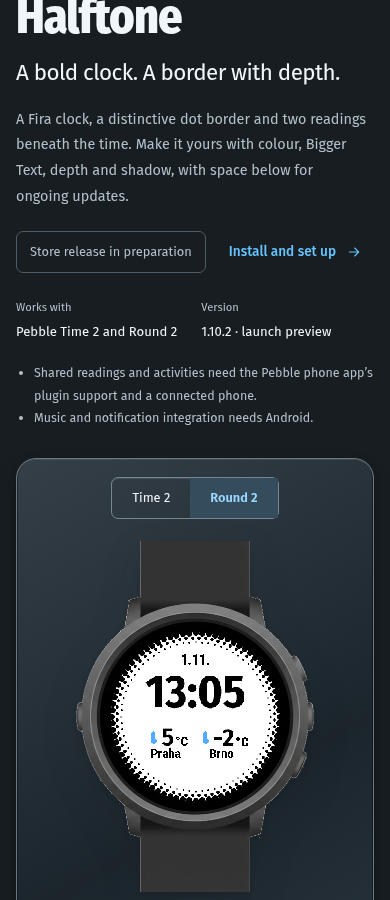 Halftone
A bold clock. A border with depth.
A Fira clock, a distinctive dot border and two readings
beneath the time. Make it yours with colour, Bigger
Text, depth and shadow, with space below for
ongoing updates.
Store release in preparation
Install and set up →
Works with
Version
Pebble Time 2 and Round 2
1.10.2 · launch preview
• Shared readings and activities need the Pebble phone app’s
plugin support and a connected phone.
• Music and notification integration needs Android.
Time 2
Round 2
1.11.
13:05
5°C
-2°C
Praha
Brno